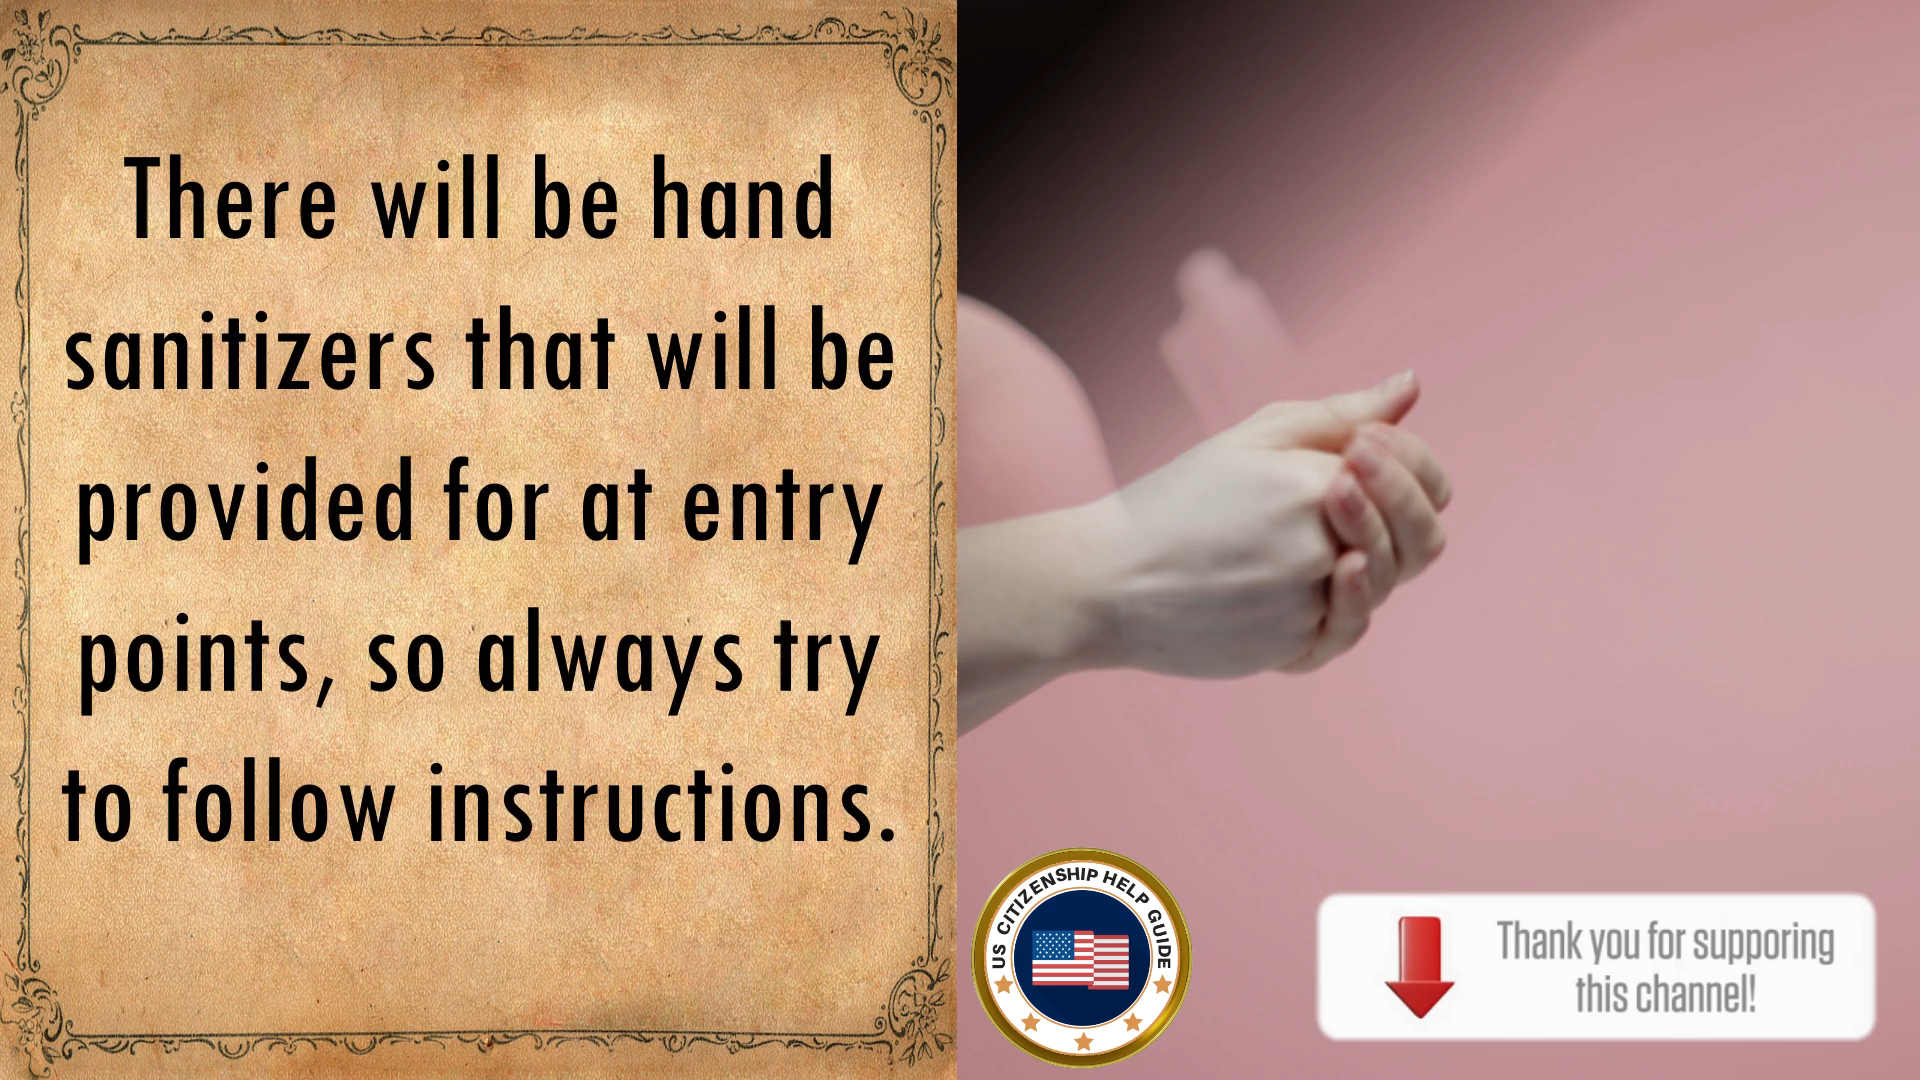 There will be hand
sanitizers that will be
provided for at entry
points, so always try
to follow instructions.
US CITIZENSHIP HELP GUIDE
Thank you for supporing
this channel!